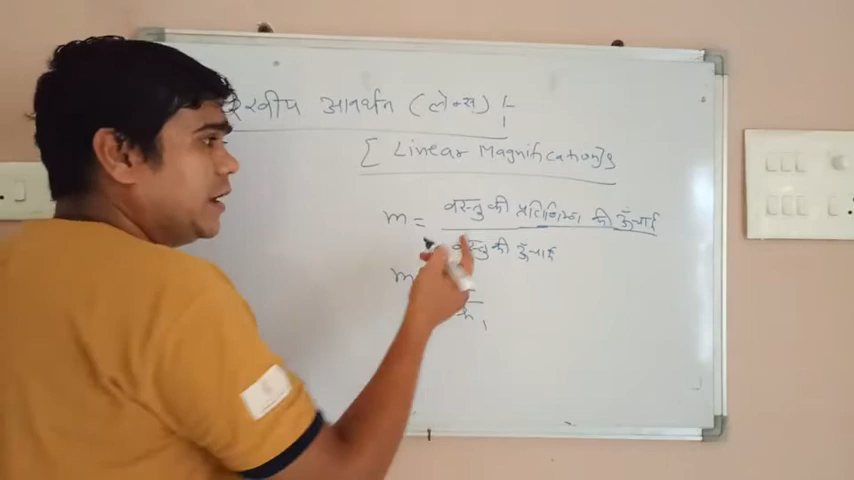 रेखीय आवर्धन (लेन्स) :-
[Linear Magnification]:
m = वस्तु की प्रतिबिम्ब की ऊँचाई
वस्तु की ऊँचाई
m
h